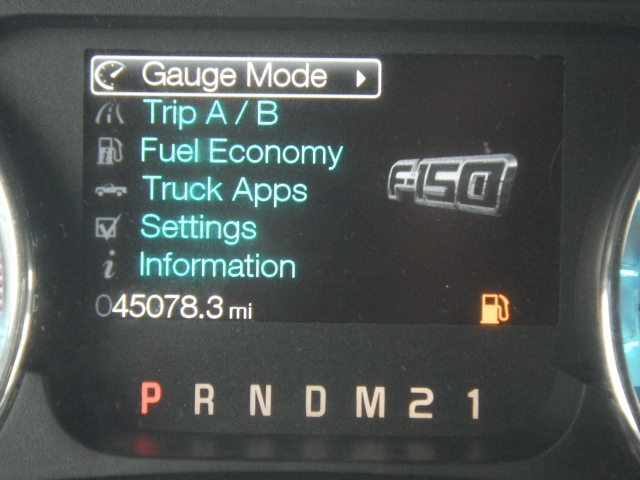 Gauge Mode
Trip A / B
Fuel Economy
F-150
Truck Apps
Settings
Information
045078.3 mi
P R N D M 2 1